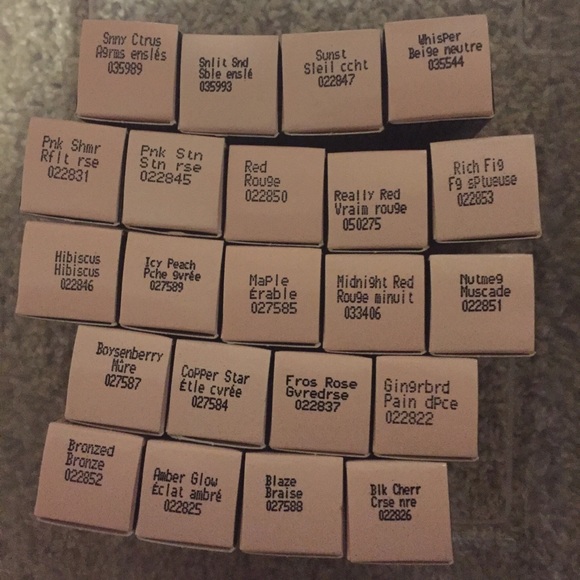 Snny Ctrus
Agrms enslés
035989
Snlit Snd
Sble enslé
035993
Sunst
Sleil ccht
022847
Whisper
Beige neutre
035544
Pnk Shmr
Rflt rse
022831
Pnk Stn
Stn rse
022845
Red
Rouge
022850
Really Red
Vraim rouge
050275
Rich Fig
Fg sptueuse
022853
Hibiscus
Hibiscus
022846
Icy Peach
Pche gvrée
027589
Maple
Érable
027585
Midnight Red
Rouge minuit
033406
Nutmeg
Muscade
022851
Boysenberry
Mûre
027587
Copper Star
Étle cvrée
027584
Fros Rose
Gvredrse
022837
Gingrbrd
Pain dpce
022822
Bronzed
Bronze
022852
Amber Glow
Éclat ambré
022825
Blaze
Braise
027588
Blk Cherr
Crse nre
022826